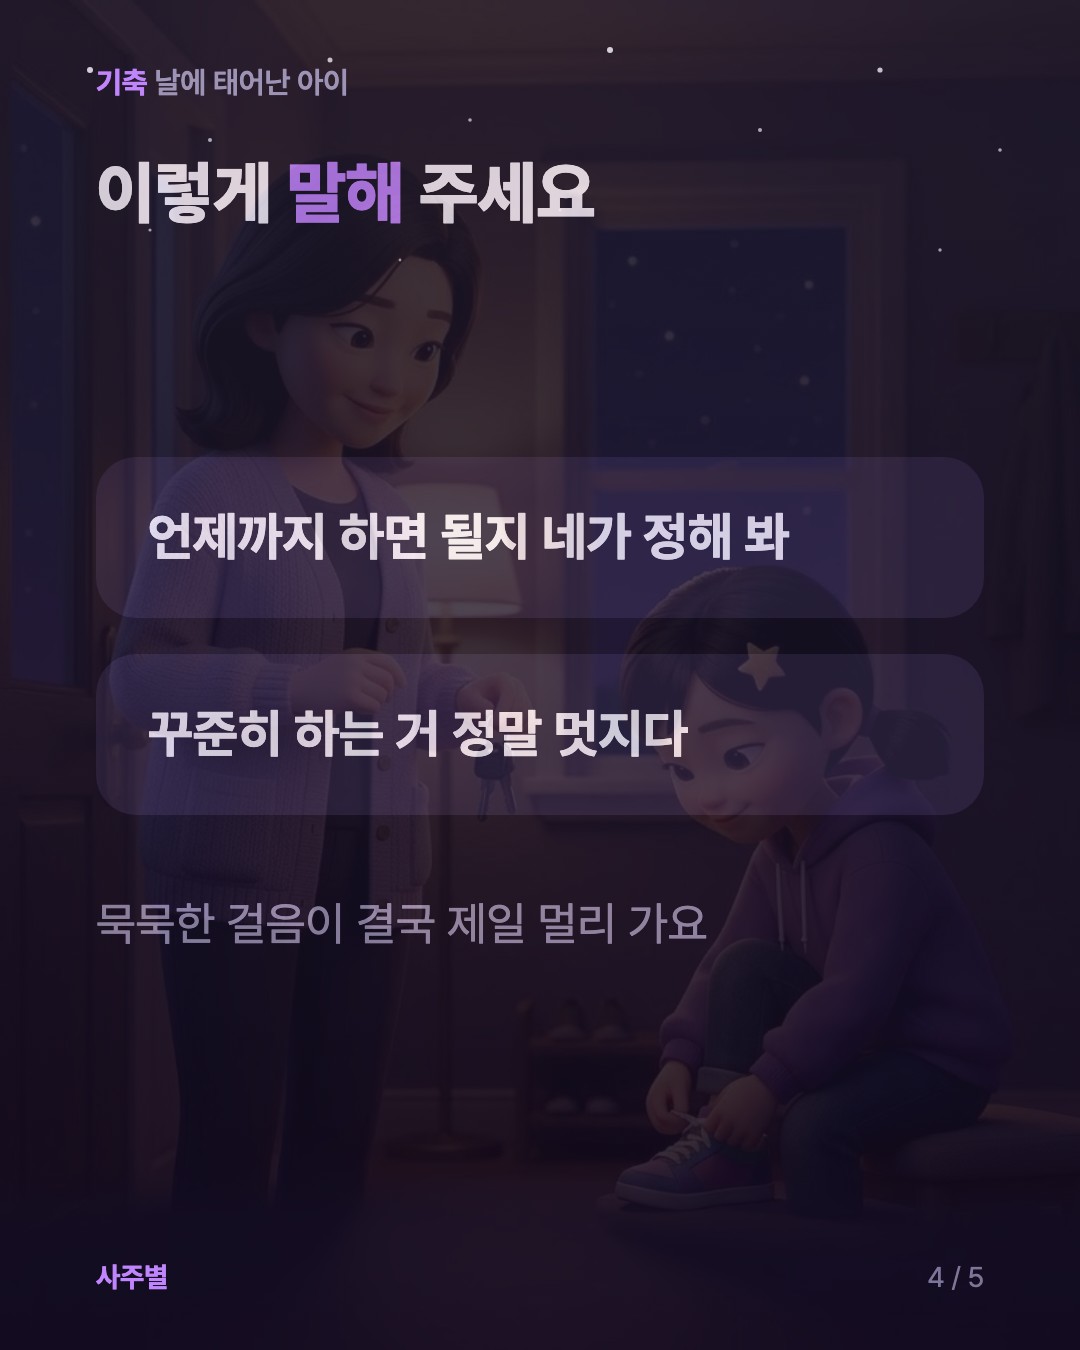 기축 날에 태어난 아이
이렇게 말해 주세요
언제까지 하면 될지 네가 정해 봐
꾸준히 하는 거 정말 멋지다
묵묵한 걸음이 결국 제일 멀리 가요
사주별
4 / 5